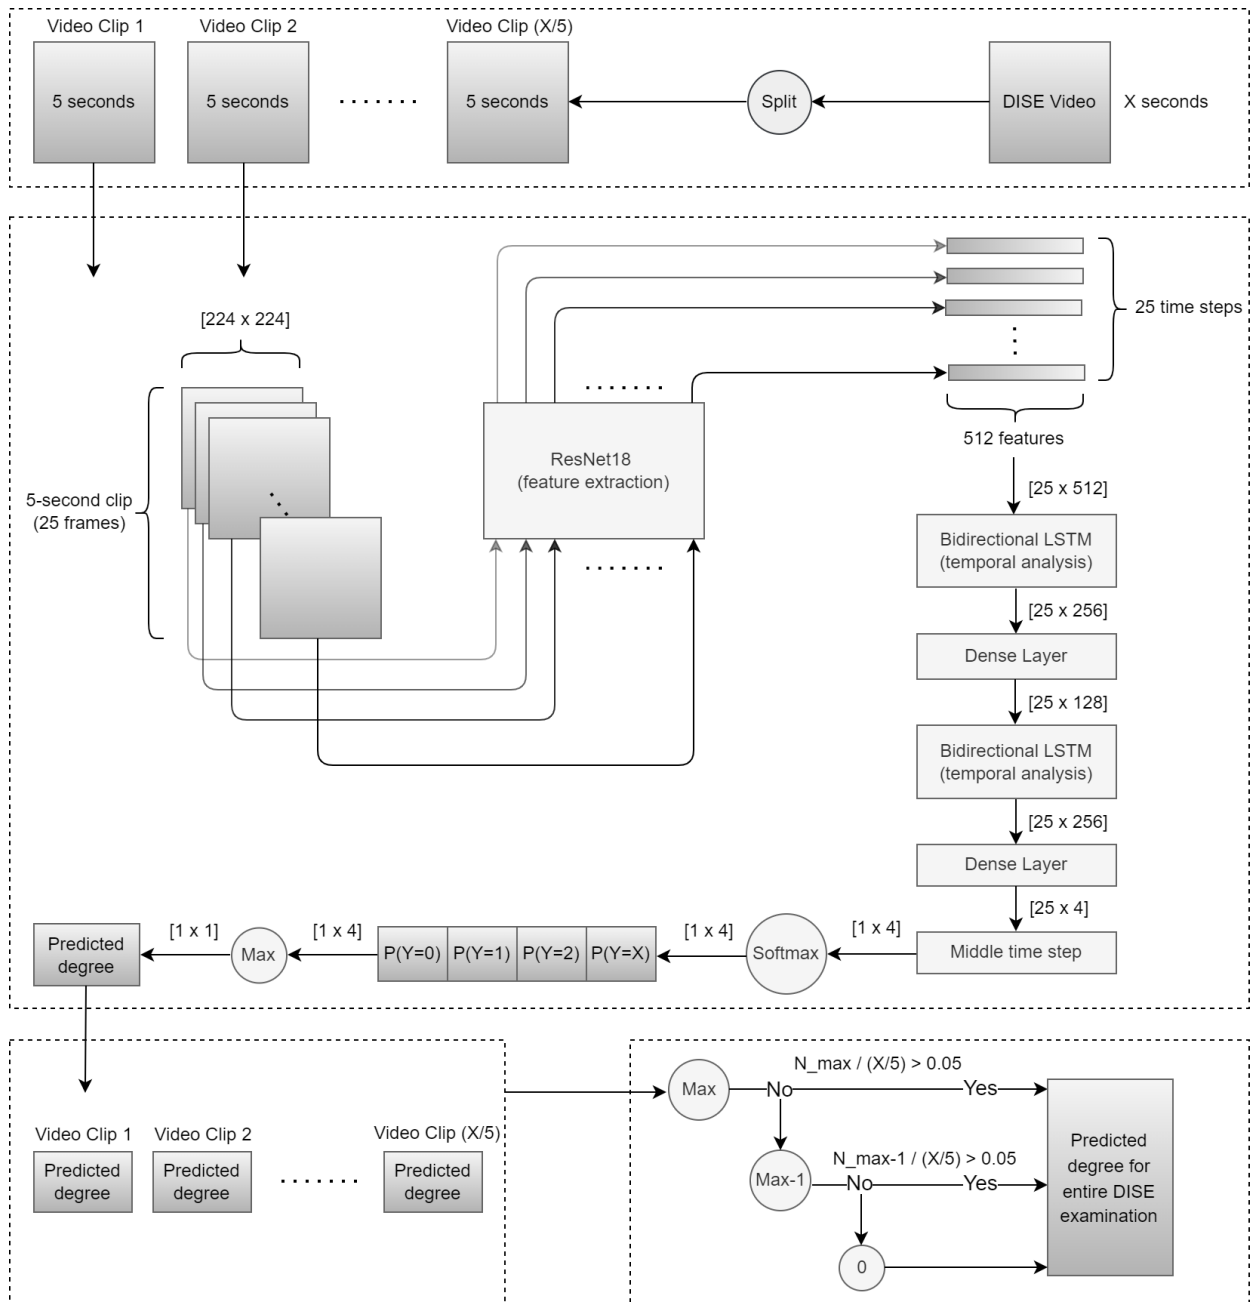 Video Clip 1
Video Clip 2
Video Clip (X/5)
5 seconds
5 seconds
. . . . . . .
5 seconds
Split
DISE Video
X seconds
[224 x 224]
5-second clip
(25 frames)
. . . . . . .
ResNet18
(feature extraction)
. . . . . . .
25 time steps
512 features
[25 x 512]
Bidirectional LSTM
(temporal analysis)
[25 x 256]
Dense Layer
[25 x 128]
Bidirectional LSTM
(temporal analysis)
[25 x 256]
Dense Layer
[25 x 4]
Middle time step
[1 x 4]
Softmax
[1 x 4]
P(Y=0)
P(Y=1)
P(Y=2)
P(Y=X)
[1 x 4]
Max
[1 x 1]
Predicted
degree
Video Clip 1
Video Clip 2
Video Clip (X/5)
Predicted
degree
Predicted
degree
. . . . . . . .
Predicted
degree
Max
No
N_max / (X/5) > 0.05
Yes
Max-1
No
N_max-1 / (X/5) > 0.05
Yes
0
Predicted
degree for
entire DISE
examination